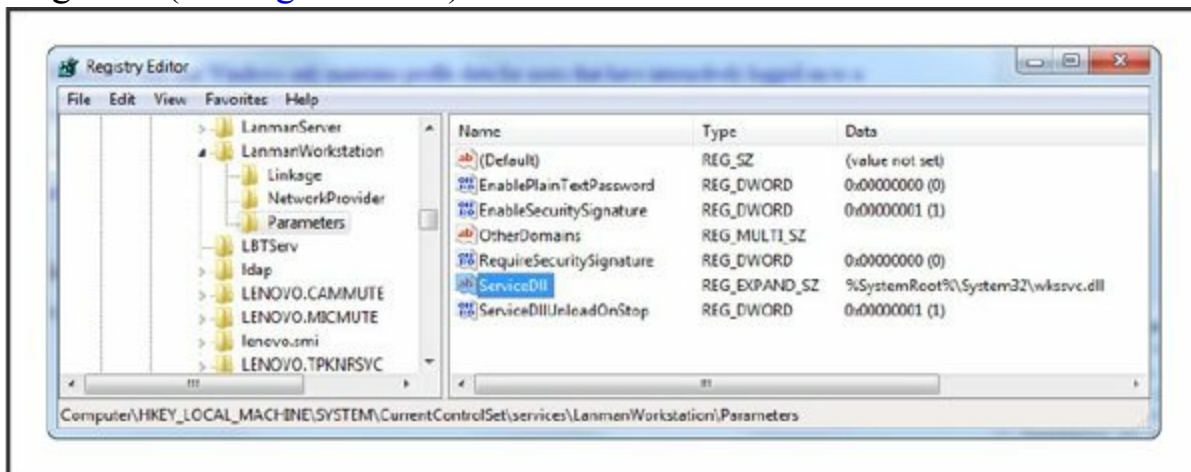 Registry Editor
File Edit View Favorites Help
LanmanServer
LanmanWorkstation
Linkage
NetworkProvider
Parameters
LBTServ
ldap
LENOVO.CAMMUTE
LENOVO.MICMUTE
lenovo.smi
LENOVO.TPKNRSVC
Name Type Data
(Default) REG_SZ (value not set)
EnablePlainTextPassword REG_DWORD 0x00000000 (0)
EnableSecuritySignature REG_DWORD 0x00000001 (1)
OtherDomains REG_MULTI_SZ
RequireSecuritySignature REG_DWORD 0x00000000 (0)
ServiceDll REG_EXPAND_SZ %SystemRoot%\System32\wkssvc.dll
ServiceDllUnloadOnStop REG_DWORD 0x00000001 (1)
Computer\HKEY_LOCAL_MACHINE\SYSTEM\CurrentControlSet\services\LanmanWorkstation\Parameters